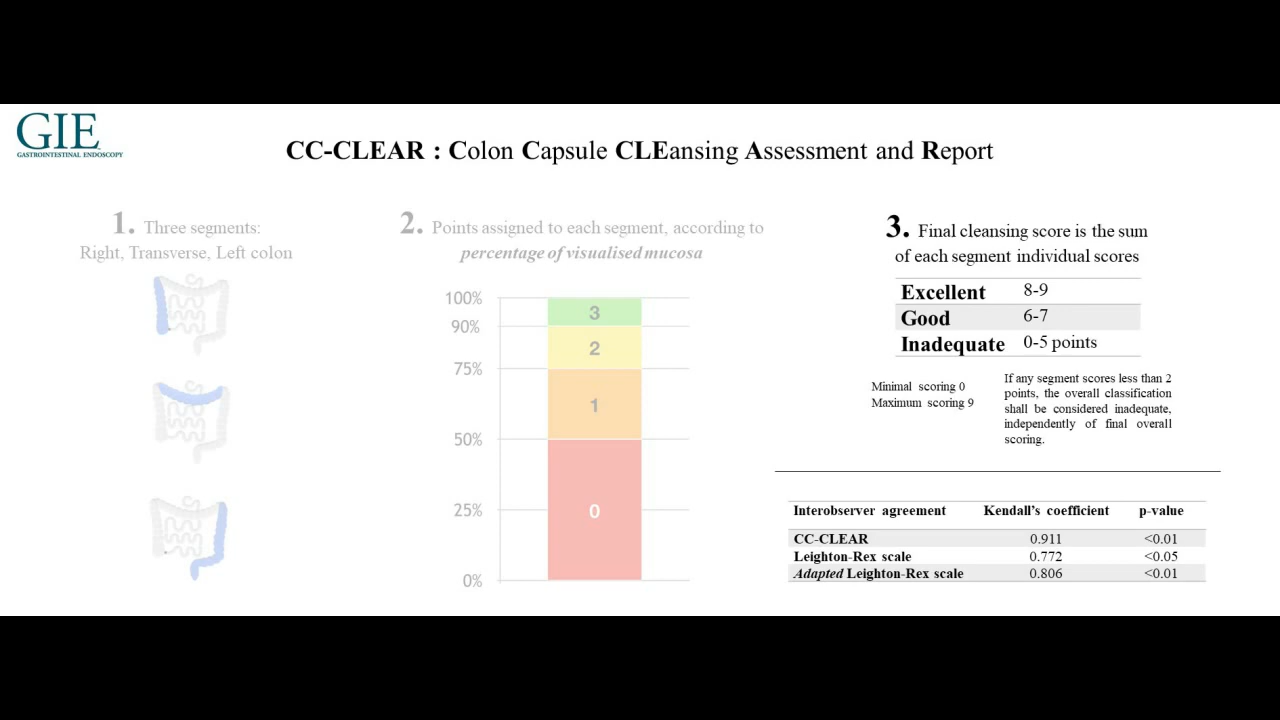 GIE
GASTROINTESTINAL ENDOSCOPY
CC-CLEAR : Colon Capsule CLEansing Assessment and Report
1. Three segments:
Right, Transverse, Left colon
2. Points assigned to each segment, according to
percentage of visualised mucosa
100%
90%
75%
50%
25%
0%
3
2
1
0
3. Final cleansing score is the sum
of each segment individual scores
Excellent 8-9
Good 6-7
Inadequate 0-5 points
Minimal scoring 0
Maximum scoring 9
If any segment scores less than 2
points, the overall classification
shall be considered inadequate,
independently of final overall
scoring.
Interobserver agreement Kendall's coefficient p-value
CC-CLEAR 0.911 <0.01
Leighton-Rex scale 0.772 <0.05
Adapted Leighton-Rex scale 0.806 <0.01